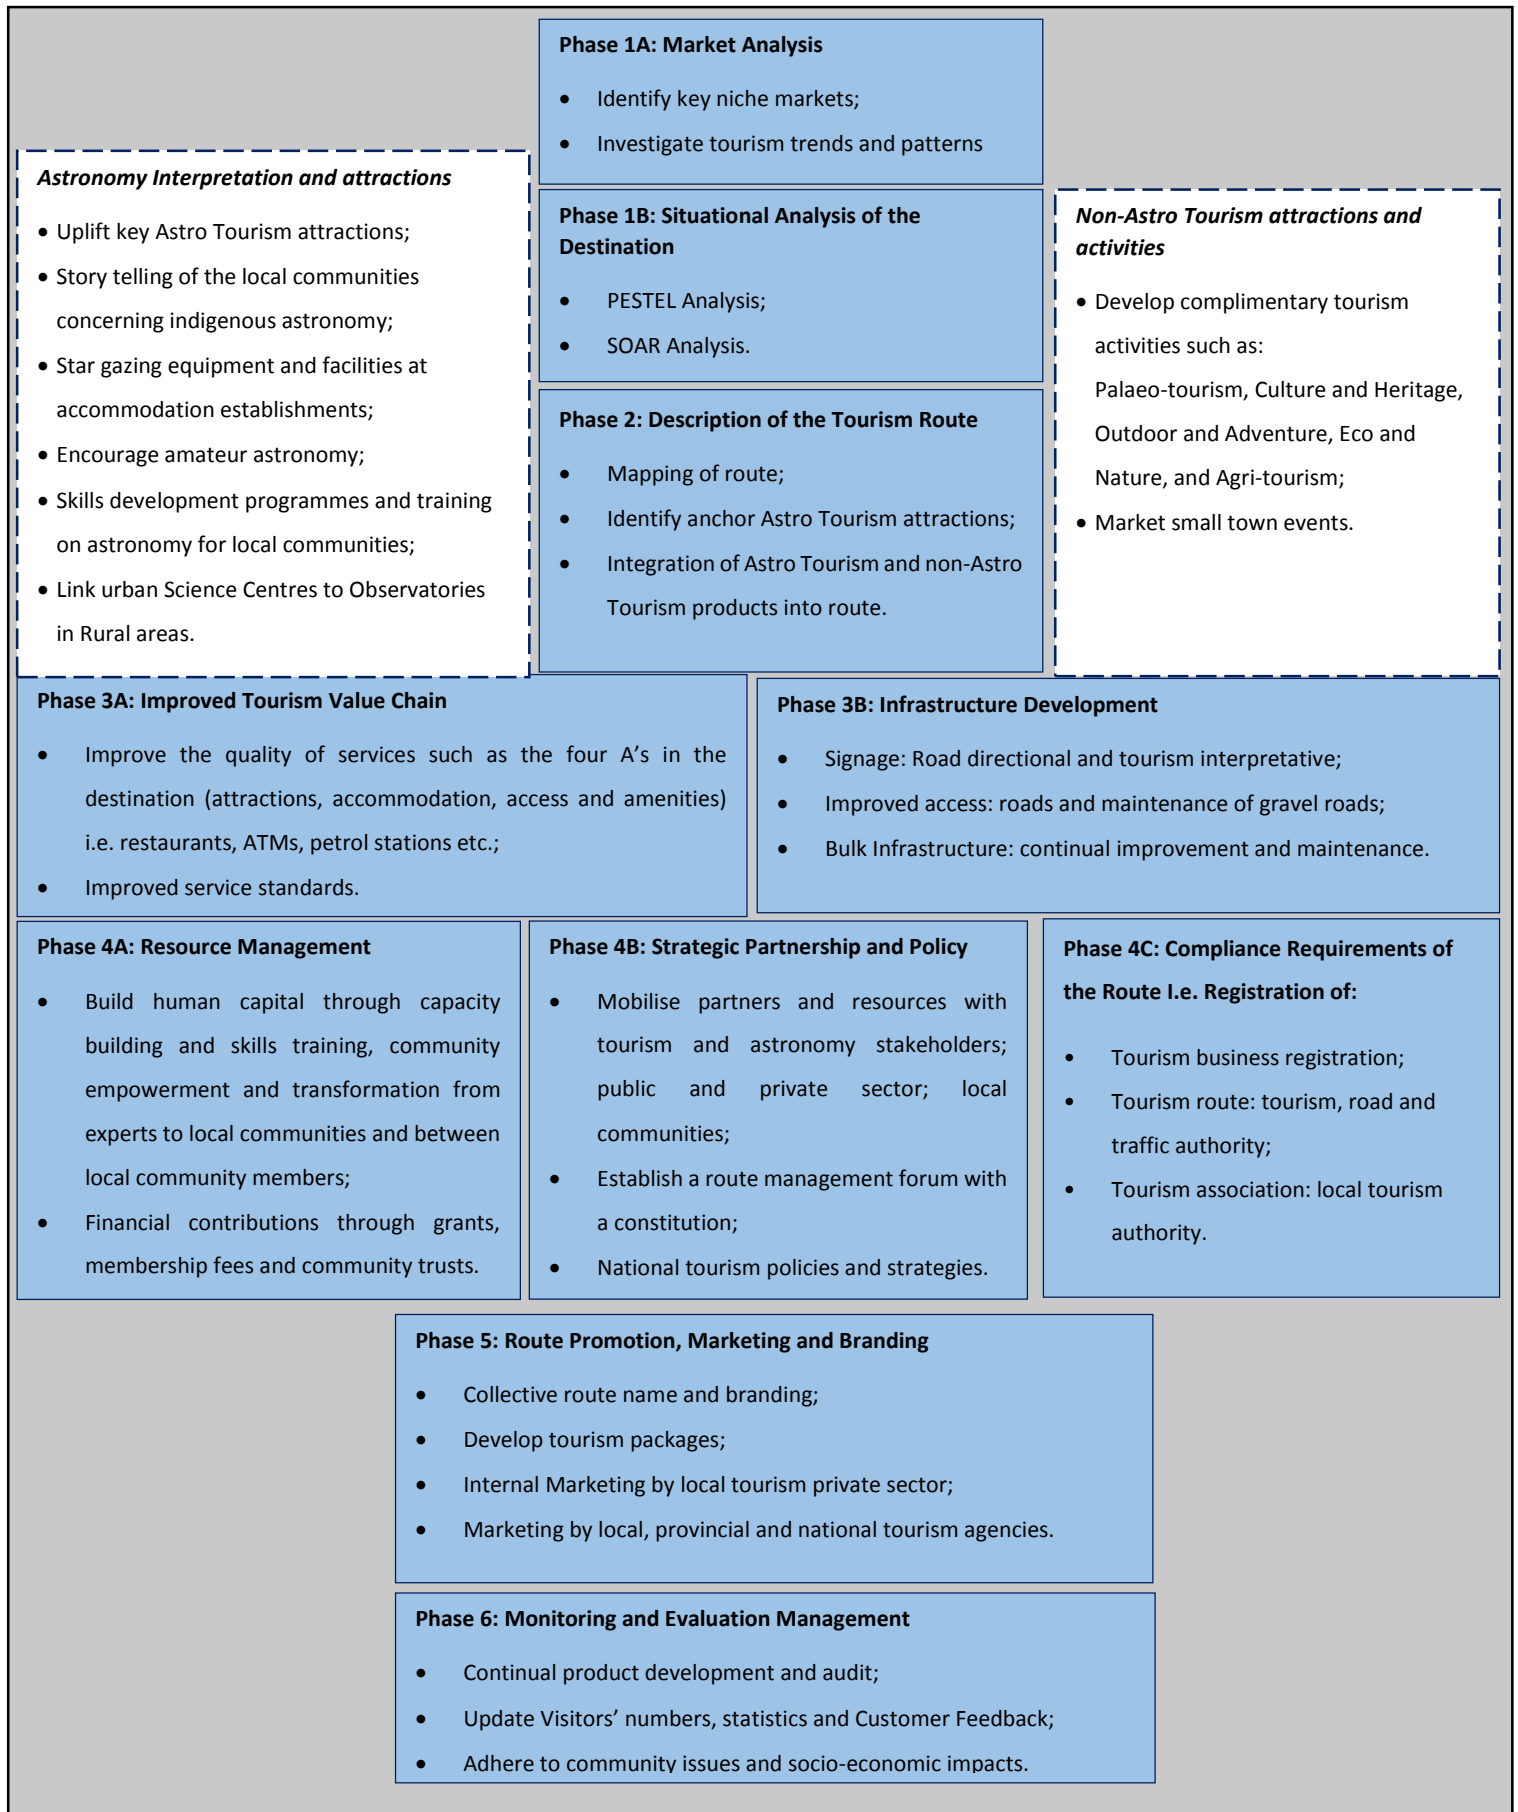 Phase 1A: Market Analysis
• Identify key niche markets;
• Investigate tourism trends and patterns
Astronomy Interpretation and attractions
• Uplift key Astro Tourism attractions;
• Story telling of the local communities
concerning indigenous astronomy;
• Star gazing equipment and facilities at
accommodation establishments;
• Encourage amateur astronomy;
• Skills development programmes and training
on astronomy for local communities;
• Link urban Science Centres to Observatories
in Rural areas.
Phase 1B: Situational Analysis of the
Destination
• PESTEL Analysis;
• SOAR Analysis.
Non-Astro Tourism attractions and
activities
• Develop complimentary tourism
activities such as:
Palaeo-tourism, Culture and Heritage,
Outdoor and Adventure, Eco and
Nature, and Agri-tourism;
• Market small town events.
Phase 2: Description of the Tourism Route
• Mapping of route;
• Identify anchor Astro Tourism attractions;
• Integration of Astro Tourism and non-Astro
Tourism products into route.
Phase 3A: Improved Tourism Value Chain
• Improve the quality of services such as the four A’s in the
destination (attractions, accommodation, access and amenities)
i.e. restaurants, ATMs, petrol stations etc.;
• Improved service standards.
Phase 3B: Infrastructure Development
• Signage: Road directional and tourism interpretative;
• Improved access: roads and maintenance of gravel roads;
• Bulk Infrastructure: continual improvement and maintenance.
Phase 4A: Resource Management
• Build human capital through capacity
building and skills training, community
empowerment and transformation from
experts to local communities and between
local community members;
• Financial contributions through grants,
membership fees and community trusts.
Phase 4B: Strategic Partnership and Policy
• Mobilise partners and resources with
tourism and astronomy stakeholders;
public and private sector; local
communities;
• Establish a route management forum with
a constitution;
• National tourism policies and strategies.
Phase 4C: Compliance Requirements of
the Route I.e. Registration of:
• Tourism business registration;
• Tourism route: tourism, road and
traffic authority;
• Tourism association: local tourism
authority.
Phase 5: Route Promotion, Marketing and Branding
• Collective route name and branding;
• Develop tourism packages;
• Internal Marketing by local tourism private sector;
• Marketing by local, provincial and national tourism agencies.
Phase 6: Monitoring and Evaluation Management
• Continual product development and audit;
• Update Visitors’ numbers, statistics and Customer Feedback;
• Adhere to community issues and socio-economic impacts.